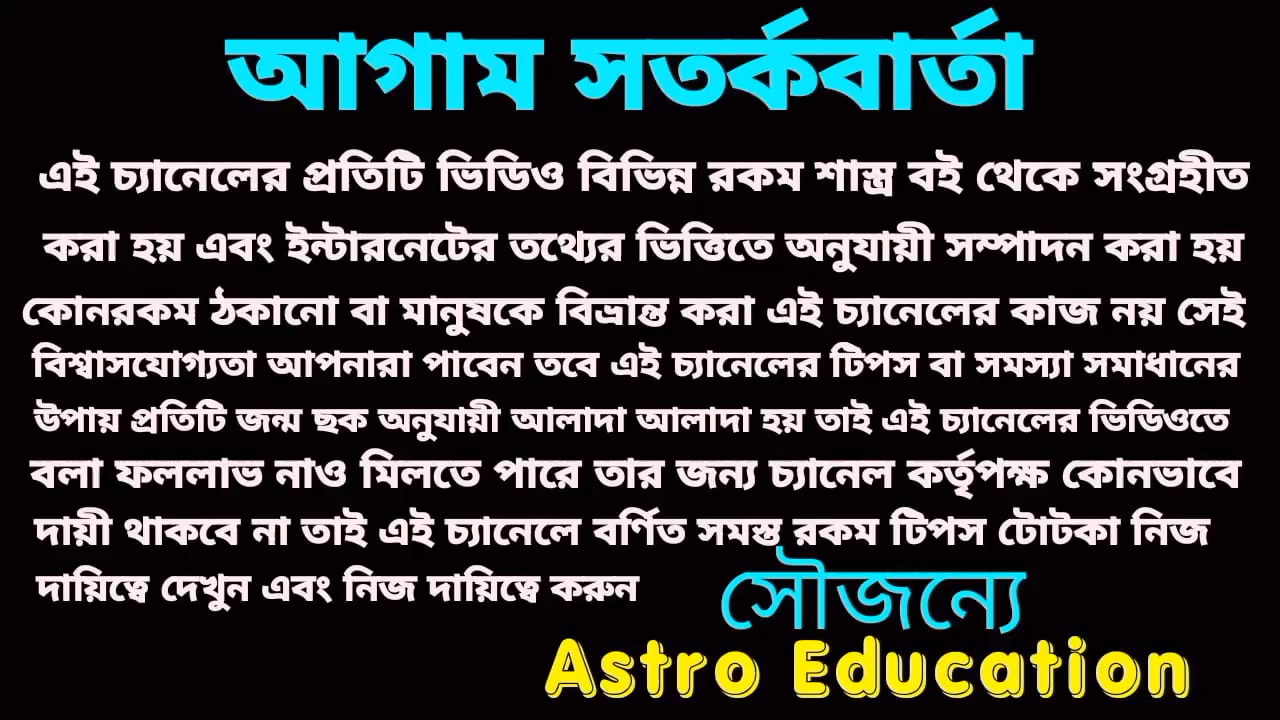 আগাম সতর্কবার্তা
এই চ্যানেলের প্রতিটি ভিডিও বিভিন্ন রকম শাস্ত্র বই থেকে সংগ্রহীত
করা হয় এবং ইন্টারনেটের তথ্যের ভিত্তিতে অনুযায়ী সম্পাদন করা হয়
কোনরকম ঠকানো বা মানুষকে বিভ্রান্ত করা এই চ্যানেলের কাজ নয় সেই
বিশ্বাসযোগ্যতা আপনারা পাবেন তবে এই চ্যানেলের টিপস বা সমস্যা সমাধানের
উপায় প্রতিটি জন্ম ছক অনুযায়ী আলাদা আলাদা হয় তাই এই চ্যানেলের ভিডিওতে
বলা ফললাভ নাও মিলতে পারে তার জন্য চ্যানেল কর্তৃপক্ষ কোনভাবে
দায়ী থাকবে না তাই এই চ্যানেলে বর্ণিত সমস্ত রকম টিপস টোটকা নিজ
দায়িত্বে দেখুন এবং নিজ দায়িত্বে করুন
সৌজন্যে
Astro Education